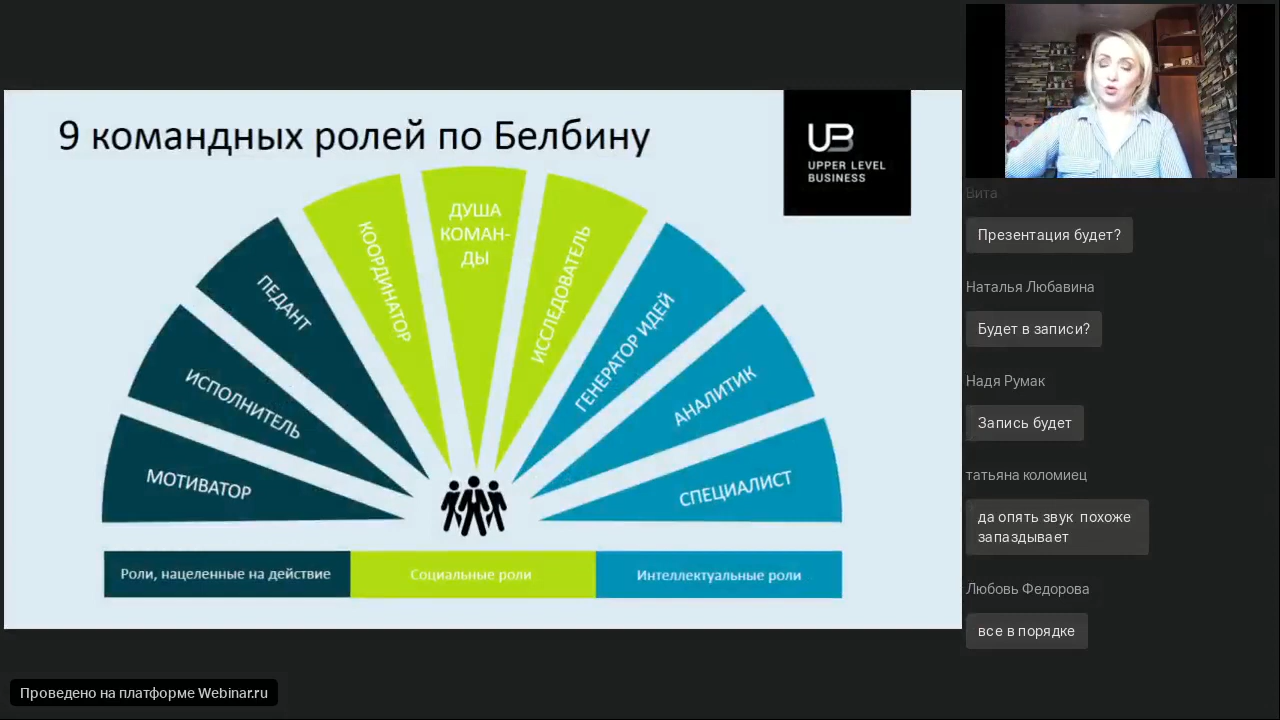 9 командных ролей по Белбину
UB
UPPER LEVEL
BUSINESS
МОТИВАТОР
ИСПОЛНИТЕЛЬ
ПЕДАНТ
КООРДИНАТОР
ДУША
КОМАН-
ДЫ
ИССЛЕДОВАТЕЛЬ
ГЕНЕРАТОР ИДЕЙ
АНАЛИТИК
СПЕЦИАЛИСТ
Роли, нацеленные на действие
Социальные роли
Интеллектуальные роли
Вита
Презентация будет?
Наталья Любавина
Будет в записи?
Надя Румак
Запись будет
татьяна коломиец
да опять звук похоже
запаздывает
Любовь Федорова
все в порядке
Проведено на платформе Webinar.ru